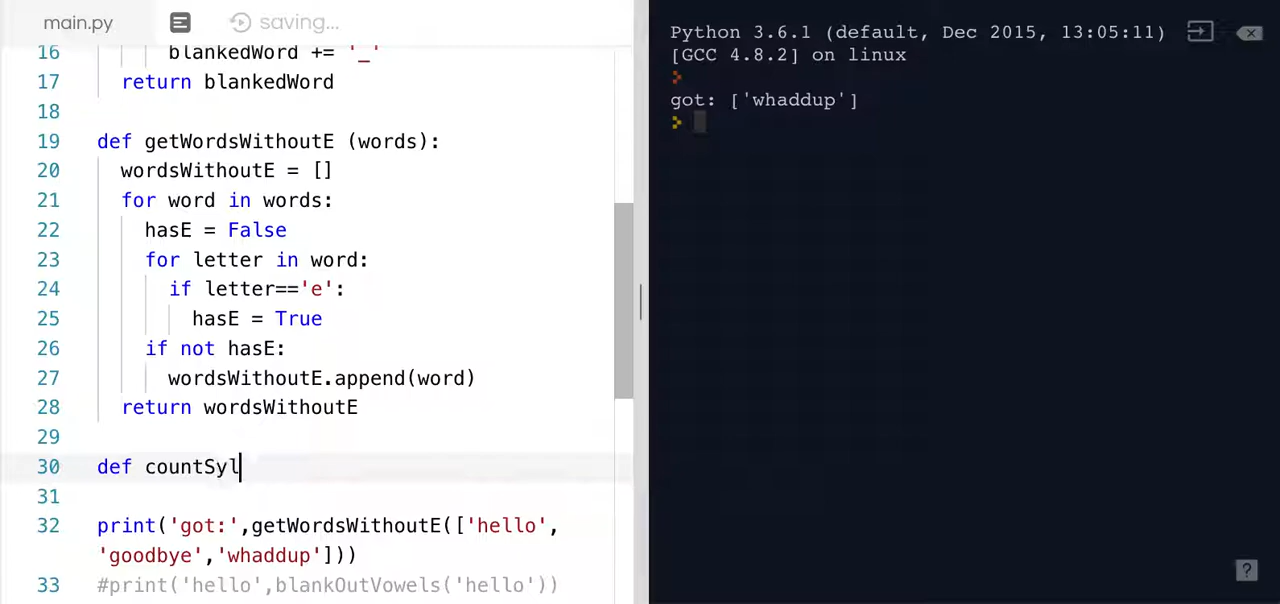 main.py saving...
16 blankedWord += '_'
17 return blankedWord
18
19 def getWordsWithoutE (words):
20 wordsWithoutE = []
21 for word in words:
22 hasE = False
23 for letter in word:
24 if letter=='e':
25 hasE = True
26 if not hasE:
27 wordsWithoutE.append(word)
28 return wordsWithoutE
29
30 def countSyl
31
32 print('got:',getWordsWithoutE(['hello',
'goodbye','whaddup']))
33 #print('hello',blankOutVowels('hello'))
Python 3.6.1 (default, Dec 2015, 13:05:11)
[GCC 4.8.2] on linux
got: ['whaddup']
?